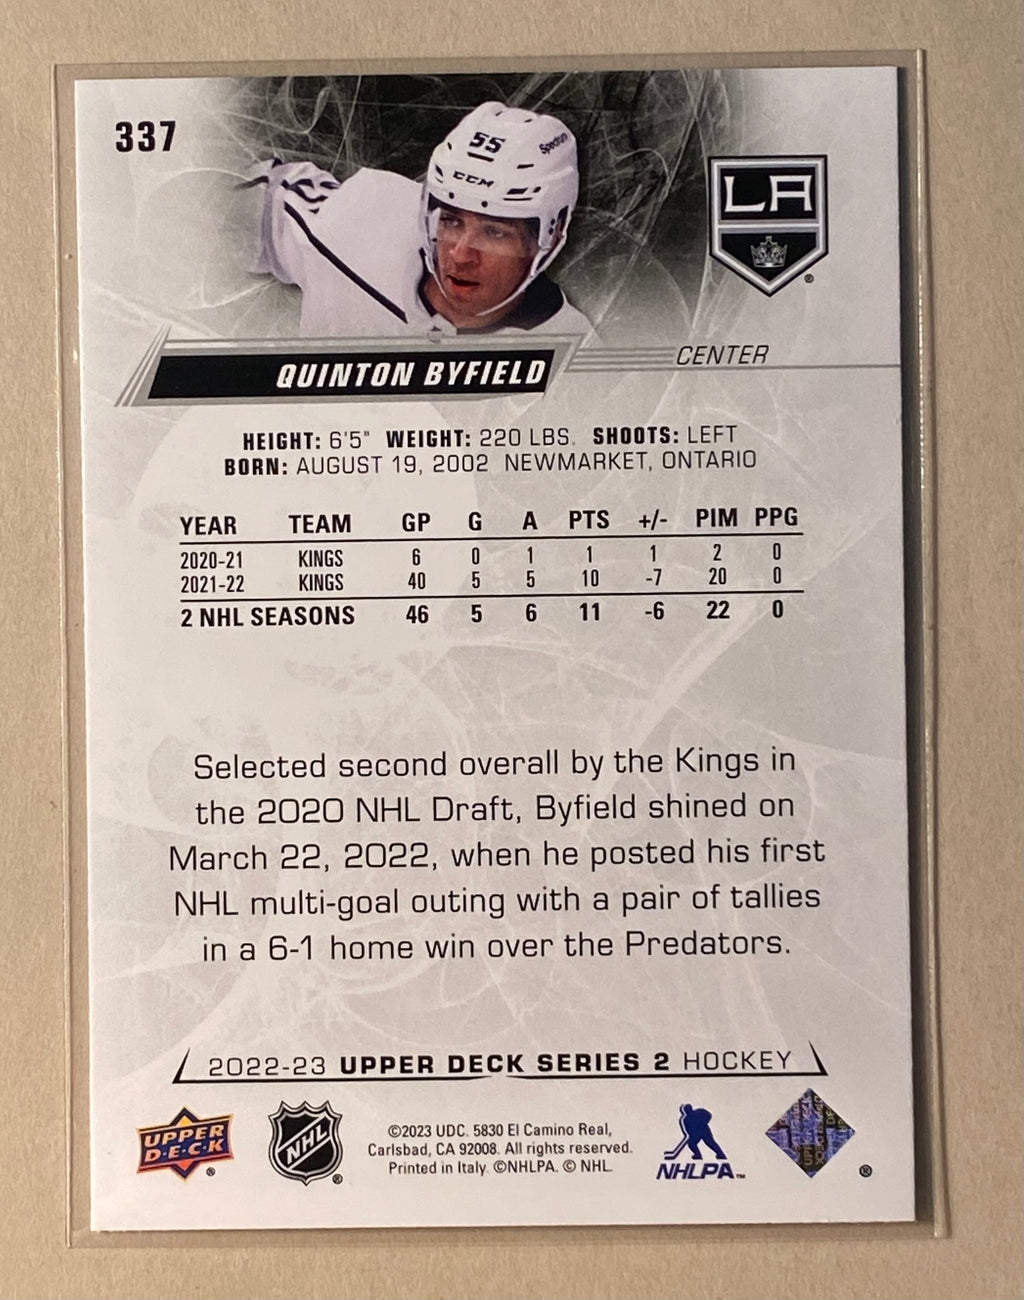 337
55
Spectrum
CCM
LA
QUINTON BYFIELD
CENTER
HEIGHT: 6'5" WEIGHT: 220 LBS. SHOOTS: LEFT
BORN: AUGUST 19, 2002 NEWMARKET, ONTARIO
YEAR TEAM GP G A PTS +/- PIM PPG
2020-21 KINGS 6 0 1 1 1 2 0
2021-22 KINGS 40 5 5 10 -7 20 0
2 NHL SEASONS 46 5 6 11 -6 22 0
Selected second overall by the Kings in
the 2020 NHL Draft, Byfield shined on
March 22, 2022, when he posted his first
NHL multi-goal outing with a pair of tallies
in a 6-1 home win over the Predators.
2022-23 UPPER DECK SERIES 2 HOCKEY
UPPER
D·E·C·K
®
NHL
®
©2023 UDC. 5830 El Camino Real,
Carlsbad, CA 92008. All rights reserved.
Printed in Italy. ©NHLPA. © NHL.
NHLPA™
®